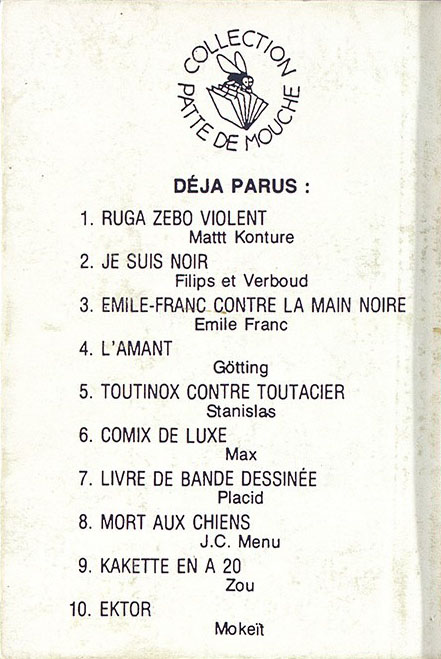 COLLECTION
PATTE DE MOUCHE
DÉJA PARUS :
1. RUGA ZEBO VIOLENT
Mattt Konture
2. JE SUIS NOIR
Filips et Verboud
3. EMILE-FRANC CONTRE LA MAIN NOIRE
Emile Franc
4. L'AMANT
Götting
5. TOUTINOX CONTRE TOUTACIER
Stanislas
6. COMIX DE LUXE
Max
7. LIVRE DE BANDE DESSINÉE
Placid
8. MORT AUX CHIENS
J.C. Menu
9. KAKETTE EN A 20
Zou
10. EKTOR
Mokeït